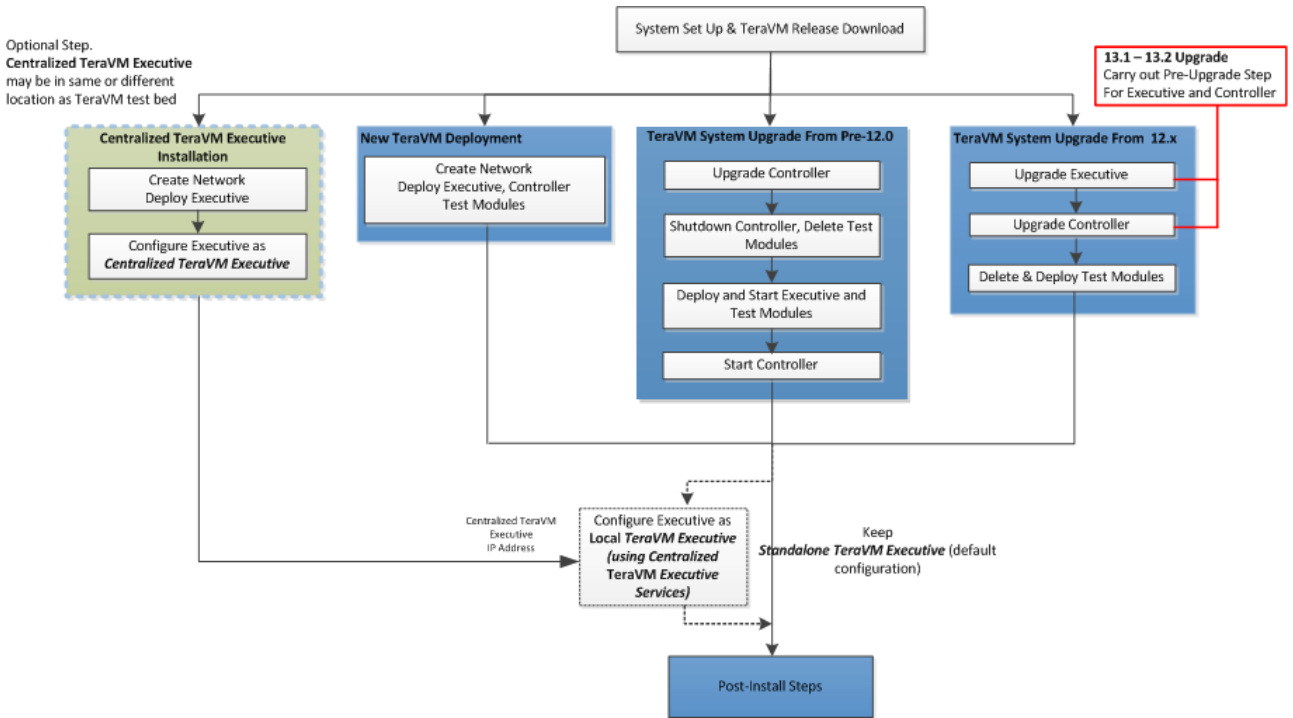 System Set Up & TeraVM Release Download
Optional Step.
Centralized TeraVM Executive
may be in same or different
location as TeraVM test bed
13.1 – 13.2 Upgrade
Carry out Pre-Upgrade Step
For Executive and Controller
Centralized TeraVM Executive
Installation
Create Network
Deploy Executive
Configure Executive as
Centralized TeraVM Executive
New TeraVM Deployment
Create Network
Deploy Executive, Controller
Test Modules
TeraVM System Upgrade From Pre-12.0
Upgrade Controller
Shutdown Controller, Delete Test
Modules
Deploy and Start Executive and
Test Modules
Start Controller
TeraVM System Upgrade From 12.x
Upgrade Executive
Upgrade Controller
Delete & Deploy Test Modules
Centralized TeraVM
Executive
IP Address
Configure Executive as
Local TeraVM Executive
(using Centralized
TeraVM Executive
Services)
Keep
Standalone TeraVM Executive (default
configuration)
Post-Install Steps